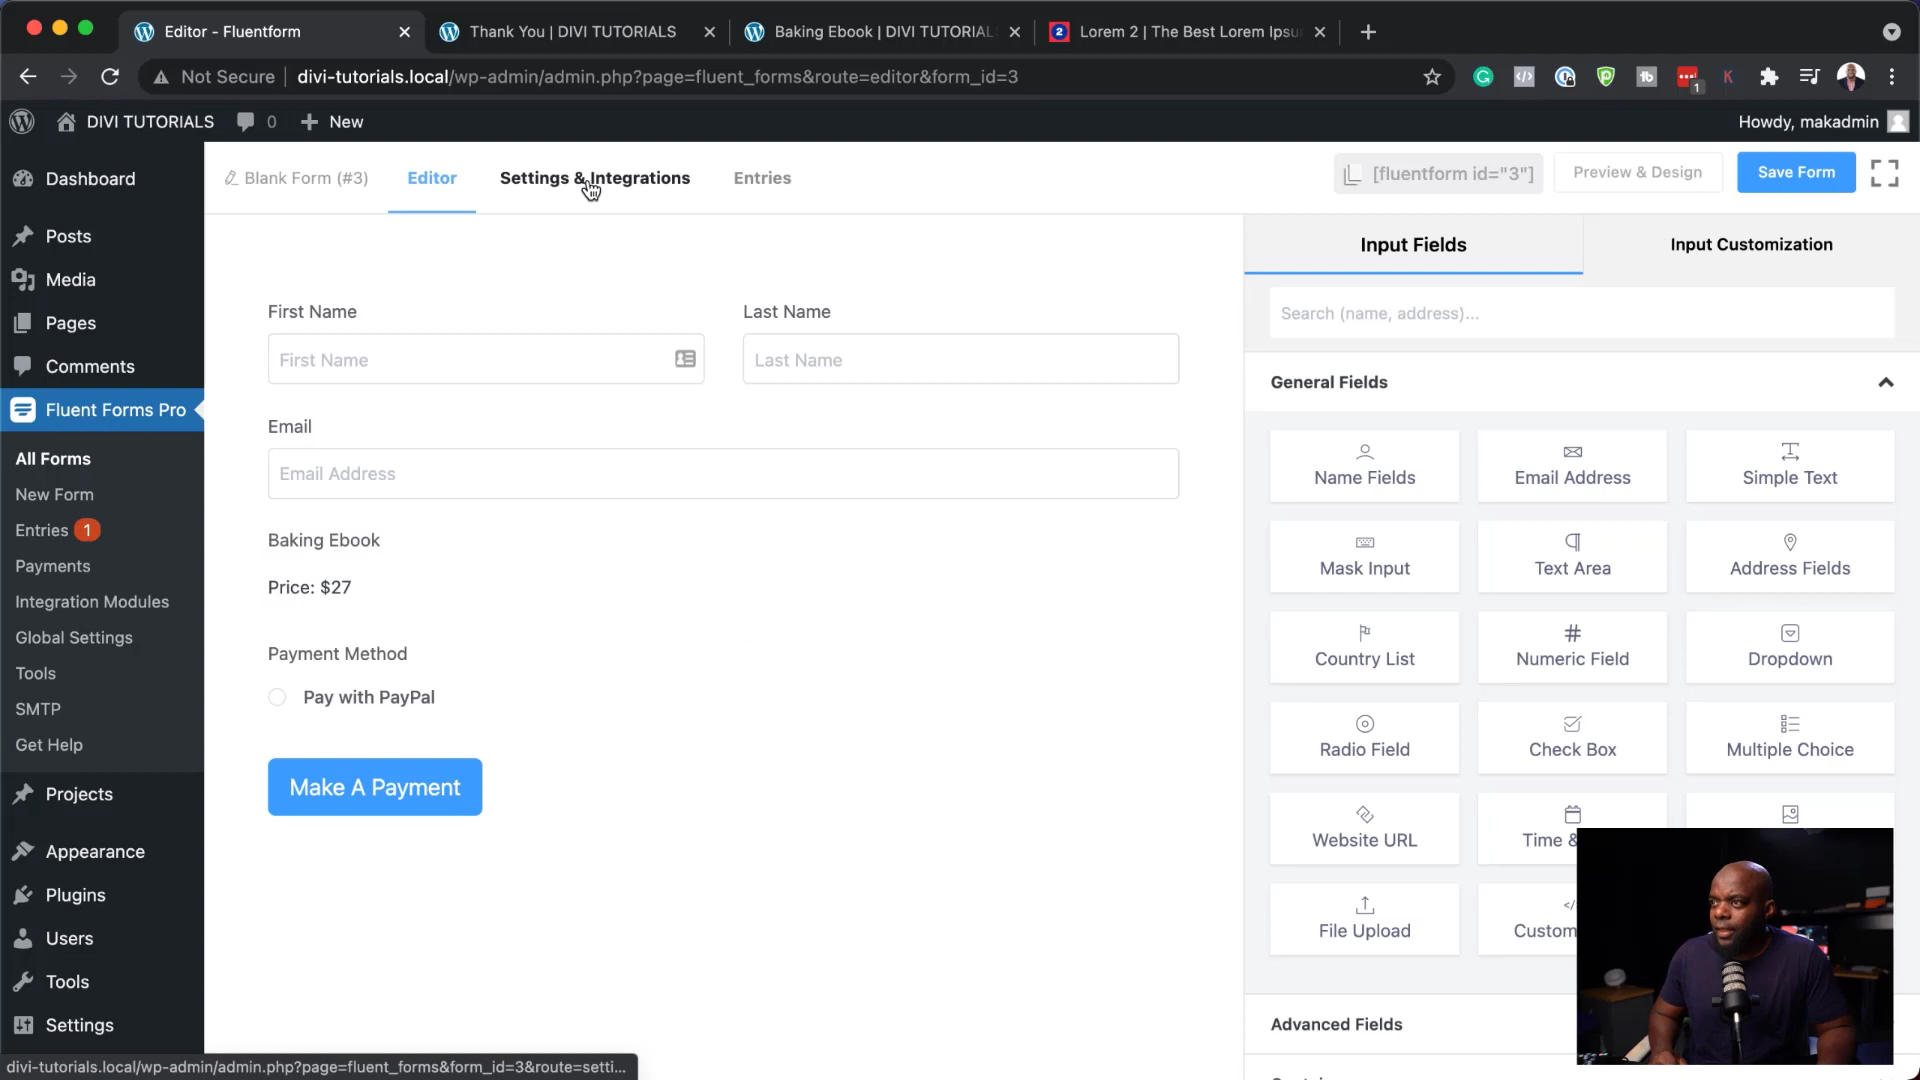 Editor - Fluentform
Thank You | DIVI TUTORIALS
Baking Ebook | DIVI TUTORIAL
Lorem 2 | The Best Lorem Ipsu
Not Secure
divi-tutorials.local/wp-admin/admin.php?page=fluent_forms&route=editor&form_id=3
1
DIVI TUTORIALS
0
New
Howdy, makadmin
Dashboard
Posts
Media
Pages
Comments
Fluent Forms Pro
All Forms
New Form
Entries 1
Payments
Integration Modules
Global Settings
Tools
SMTP
Get Help
Projects
Appearance
Plugins
Users
Tools
Settings
divi-tutorials.local/wp-admin/admin.php?page=fluent_forms&form_id=3&route=setti...
Blank Form (#3)
Editor
Settings & Integrations
Entries
[fluentform id="3"]
Preview & Design
Save Form
First Name
Last Name
First Name
Last Name
Email
Email Address
Baking Ebook
Price: $27
Payment Method
Pay with PayPal
Make A Payment
Input Fields
Input Customization
Search (name, address)...
General Fields
Name Fields
Email Address
Simple Text
Mask Input
Text Area
Address Fields
Country List
Numeric Field
Dropdown
Radio Field
Check Box
Multiple Choice
Website URL
Time &
File Upload
Custom
Advanced Fields